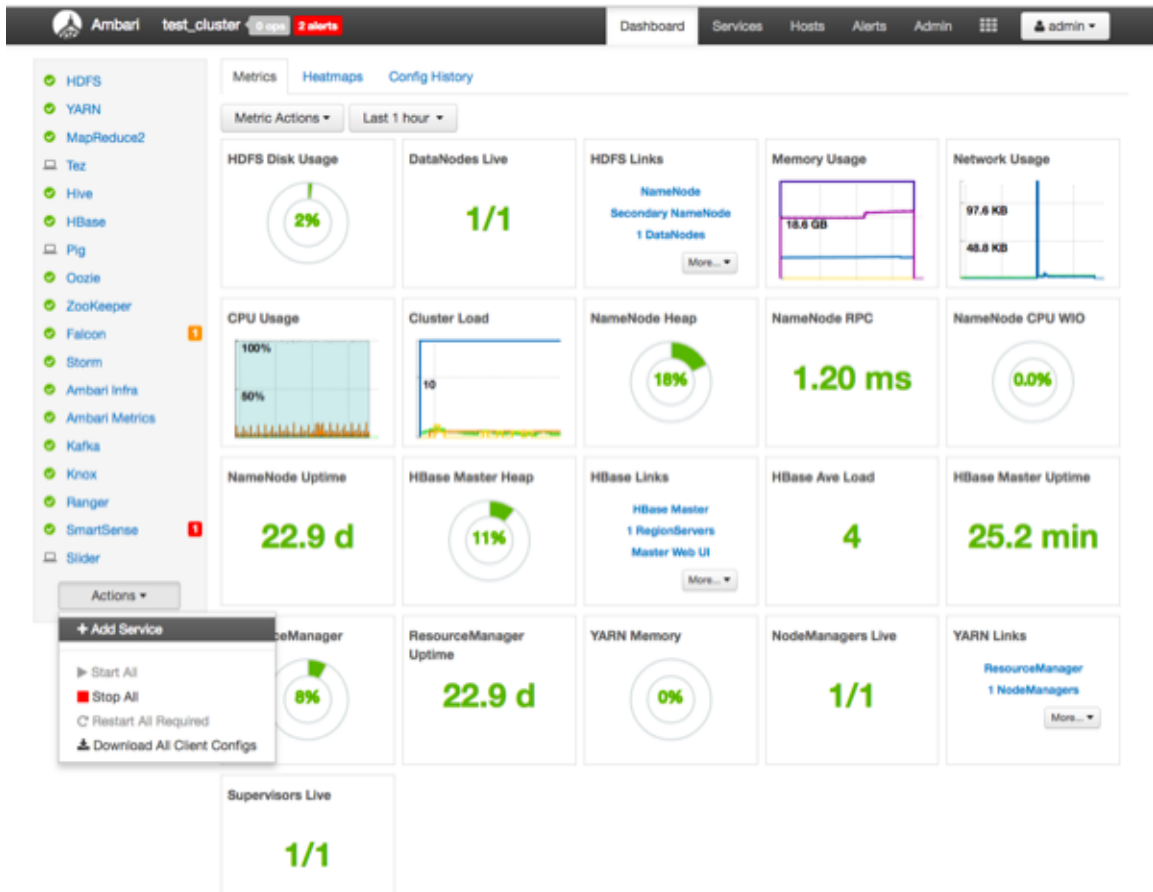 Ambari test_cluster 0 ops 2 alerts Dashboard Services Hosts Alerts Admin admin
HDFS
YARN
MapReduce2
Tez
Hive
HBase
Pig
Oozie
ZooKeeper
Falcon 1
Storm
Ambari Infra
Ambari Metrics
Kafka
Knox
Ranger
SmartSense 1
Slider
Actions
+ Add Service
Start All
Stop All
Restart All Required
Download All Client Configs
Metrics Heatmaps Config History
Metric Actions Last 1 hour
HDFS Disk Usage
2%
DataNodes Live
1/1
HDFS Links
NameNode
Secondary NameNode
1 DataNodes
More...
Memory Usage
18.6 GB
Network Usage
97.6 KB
48.8 KB
CPU Usage
100%
50%
Cluster Load
10
NameNode Heap
18%
NameNode RPC
1.20 ms
NameNode CPU WIO
0.0%
NameNode Uptime
22.9 d
HBase Master Heap
11%
HBase Links
HBase Master
1 RegionServers
Master Web UI
More...
HBase Ave Load
4
HBase Master Uptime
25.2 min
eManager
8%
ResourceManager
Uptime
22.9 d
YARN Memory
0%
NodeManagers Live
1/1
YARN Links
ResourceManager
1 NodeManagers
More...
Supervisors Live
1/1